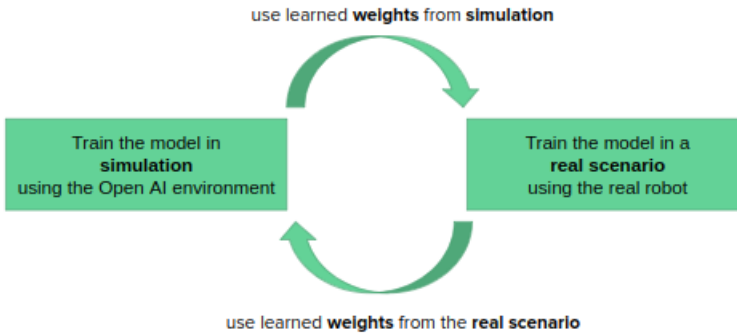 use learned weights from simulation
Train the model in
simulation
using the Open AI environment
Train the model in a
real scenario
using the real robot
use learned weights from the real scenario